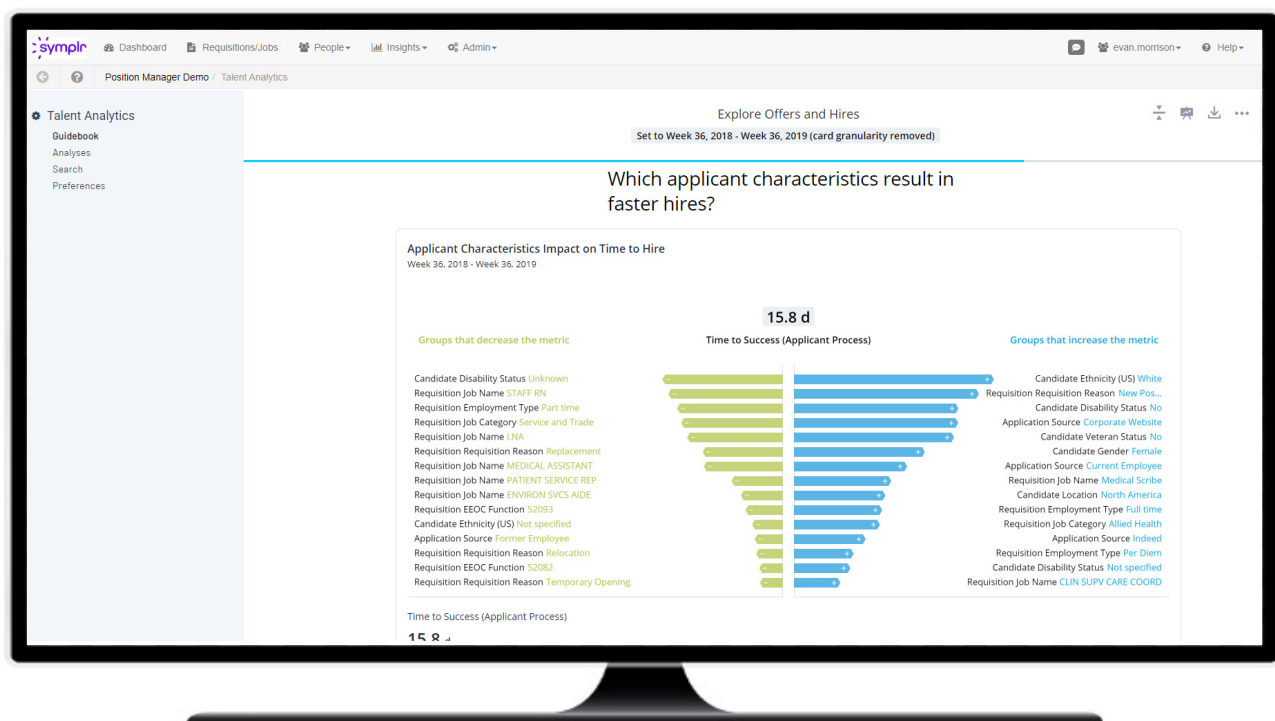 symplr Dashboard Requisitions/Jobs People Insights Admin evan.morrison Help
Position Manager Demo / Talent Analytics
Talent Analytics
Guidebook
Analyses
Search
Preferences
Explore Offers and Hires
Set to Week 36, 2018 - Week 36, 2019 (card granularity removed)
Which applicant characteristics result in
faster hires?
Applicant Characteristics Impact on Time to Hire
Week 36, 2018 - Week 36, 2019
15.8 d
Groups that decrease the metric Time to Success (Applicant Process) Groups that increase the metric
Candidate Disability Status Unknown - + Candidate Ethnicity (US) White
Requisition Job Name STAFF RN - + Requisition Requisition Reason New Pos...
Requisition Employment Type Part time - + Candidate Disability Status No
Requisition Job Category Service and Trade - + Application Source Corporate Website
Requisition Job Name LNA - + Candidate Veteran Status No
Requisition Requisition Reason Replacement - + Candidate Gender Female
Requisition Job Name MEDICAL ASSISTANT - + Application Source Current Employee
Requisition Job Name PATIENT SERVICE REP - + Requisition Job Name Medical Scribe
Requisition Job Name ENVIRON SVCS AIDE - + Candidate Location North America
Requisition EEOC Function 52093 - + Requisition Employment Type Full time
Candidate Ethnicity (US) Not specified - + Requisition Job Category Allied Health
Application Source Former Employee - + Application Source Indeed
Requisition Requisition Reason Relocation - + Requisition Employment Type Per Diem
Requisition EEOC Function 52082 - + Candidate Disability Status Not specified
Requisition Requisition Reason Temporary Opening - + Requisition Job Name CLIN SUPV CARE COORD
Time to Success (Applicant Process)
15.8 d